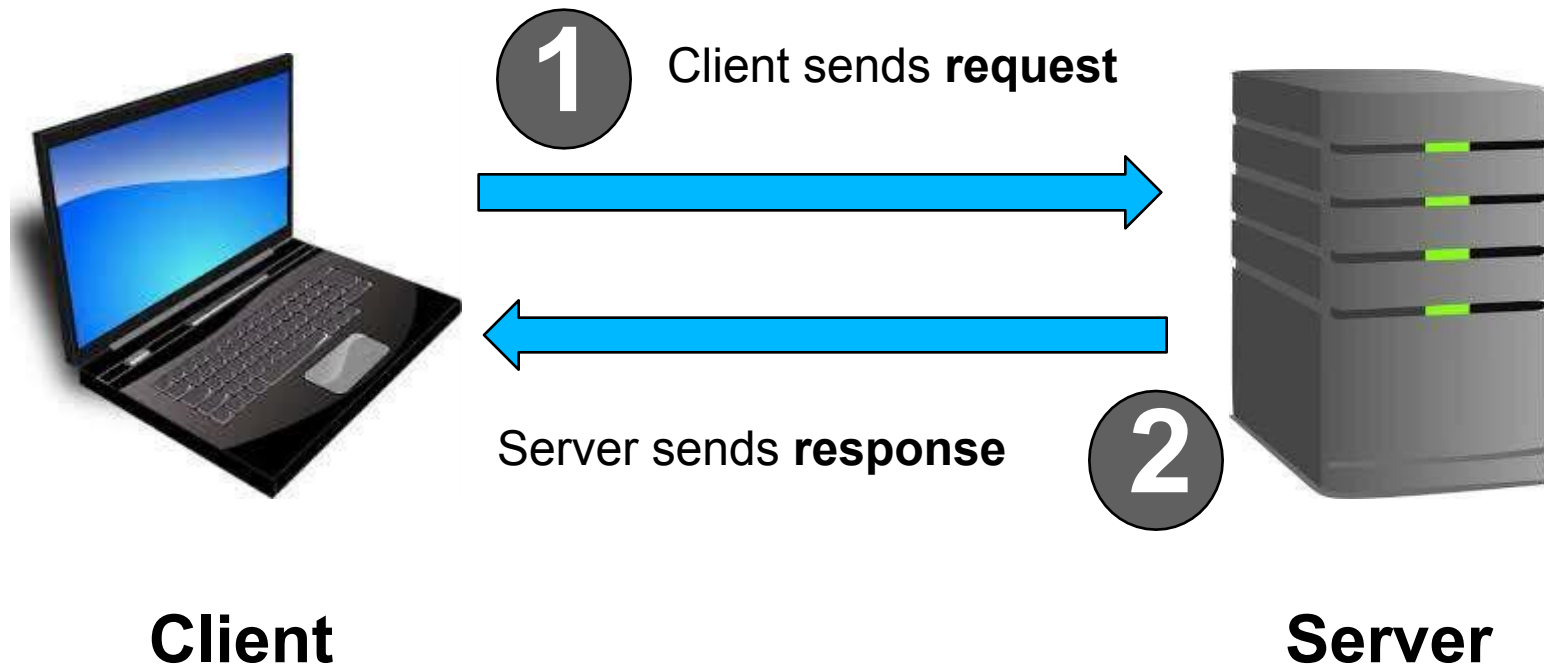 1
Client sends request
Server sends response
2
Client
Server